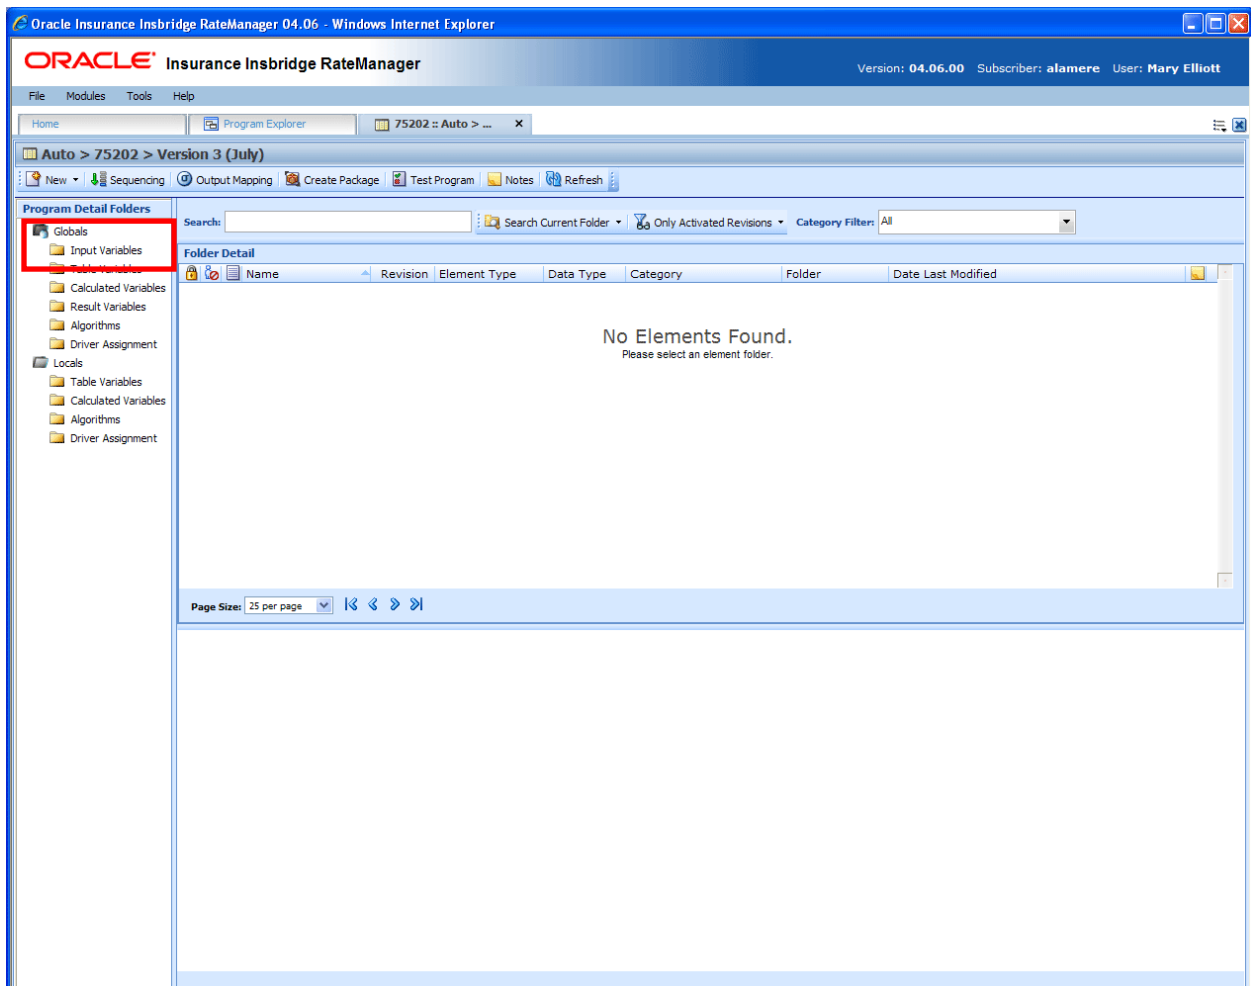 Oracle Insurance Insbridge RateManager 04.06 - Windows Internet Explorer
ORACLE Insurance Insbridge RateManager
Version: 04.06.00 Subscriber: alamere User: Mary Elliott
File Modules Tools Help
Home Program Explorer 75202 :: Auto > ...
Auto > 75202 > Version 3 (July)
New Sequencing Output Mapping Create Package Test Program Notes Refresh
Program Detail Folders
Globals
Input Variables
Table Variables
Calculated Variables
Result Variables
Algorithms
Driver Assignment
Locals
Table Variables
Calculated Variables
Algorithms
Driver Assignment
Search: Search Current Folder Only Activated Revisions Category Filter: All
Folder Detail
Name Revision Element Type Data Type Category Folder Date Last Modified
No Elements Found.
Please select an element folder.
Page Size: 25 per page